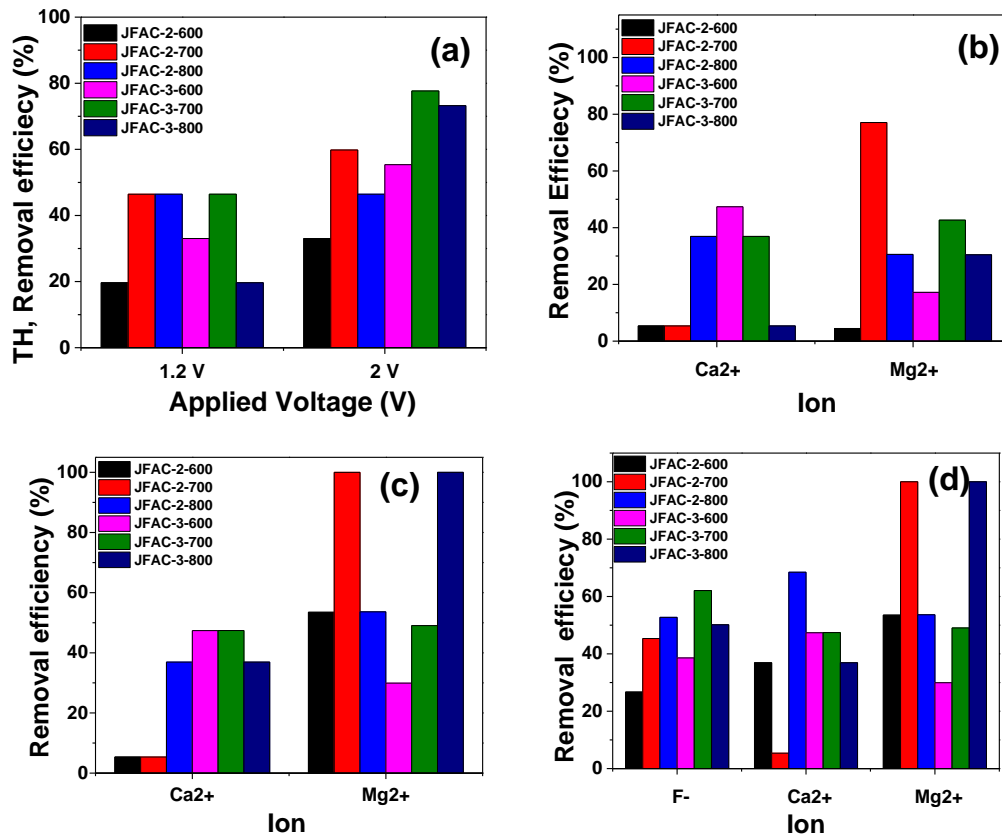 100
80
60
40
20
0
TH, Removal efficiecy (%)
JFAC-2-600
JFAC-2-700
JFAC-2-800
JFAC-3-600
JFAC-3-700
JFAC-3-800
(a)
1.2 V
2 V
Applied Voltage (V)
100
80
60
40
20
0
Removal Efficiecy (%)
JFAC-2-600
JFAC-2-700
JFAC-2-800
JFAC-3-600
JFAC-3-700
JFAC-3-800
(b)
Ca2+
Mg2+
Ion
100
80
60
40
20
0
Removal efficiency (%)
JFAC-2-600
JFAC-2-700
JFAC-2-800
JFAC-3-600
JFAC-3-700
JFAC-3-800
(c)
Ca2+
Mg2+
Ion
100
80
60
40
20
0
Removal efficiecy (%)
JFAC-2-600
JFAC-2-700
JFAC-2-800
JFAC-3-600
JFAC-3-700
JFAC-3-800
(d)
F-
Ca2+
Mg2+
Ion